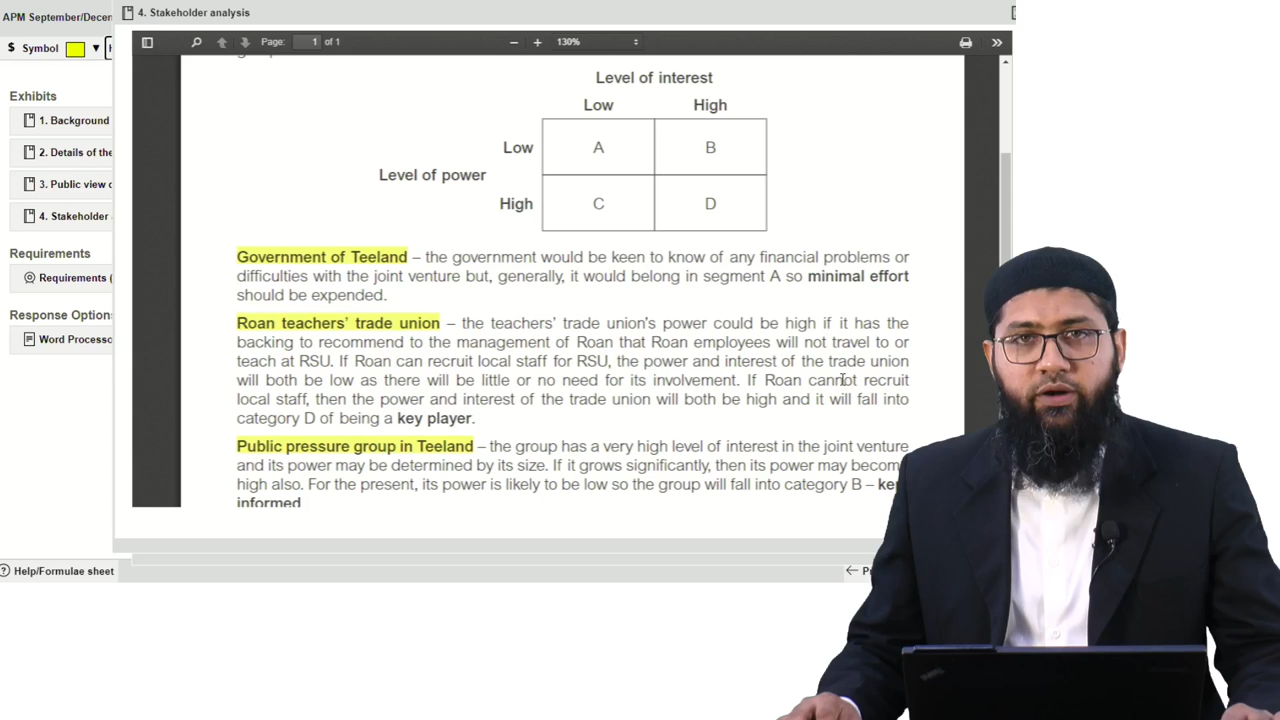 APM September/Decem
4. Stakeholder analysis
$ Symbol
Page: 1 of 1
130%
Exhibits
1. Background
2. Details of the
3. Public view o
4. Stakeholder
Requirements
Requirements (
Response Option
Word Processo
Level of interest
Low High
Low A B
Level of power
High C D
Government of Teeland – the government would be keen to know of any financial problems or
difficulties with the joint venture but, generally, it would belong in segment A so minimal effort
should be expended.
Roan teachers' trade union – the teachers' trade union's power could be high if it has the
backing to recommend to the management of Roan that Roan employees will not travel to or
teach at RSU. If Roan can recruit local staff for RSU, the power and interest of the trade union
will both be low as there will be little or no need for its involvement. If Roan cannot recruit
local staff, then the power and interest of the trade union will both be high and it will fall into
category D of being a key player.
Public pressure group in Teeland – the group has a very high level of interest in the joint venture
and its power may be determined by its size. If it grows significantly, then its power may becom
high also. For the present, its power is likely to be low so the group will fall into category B – ke
informed
Help/Formulae sheet